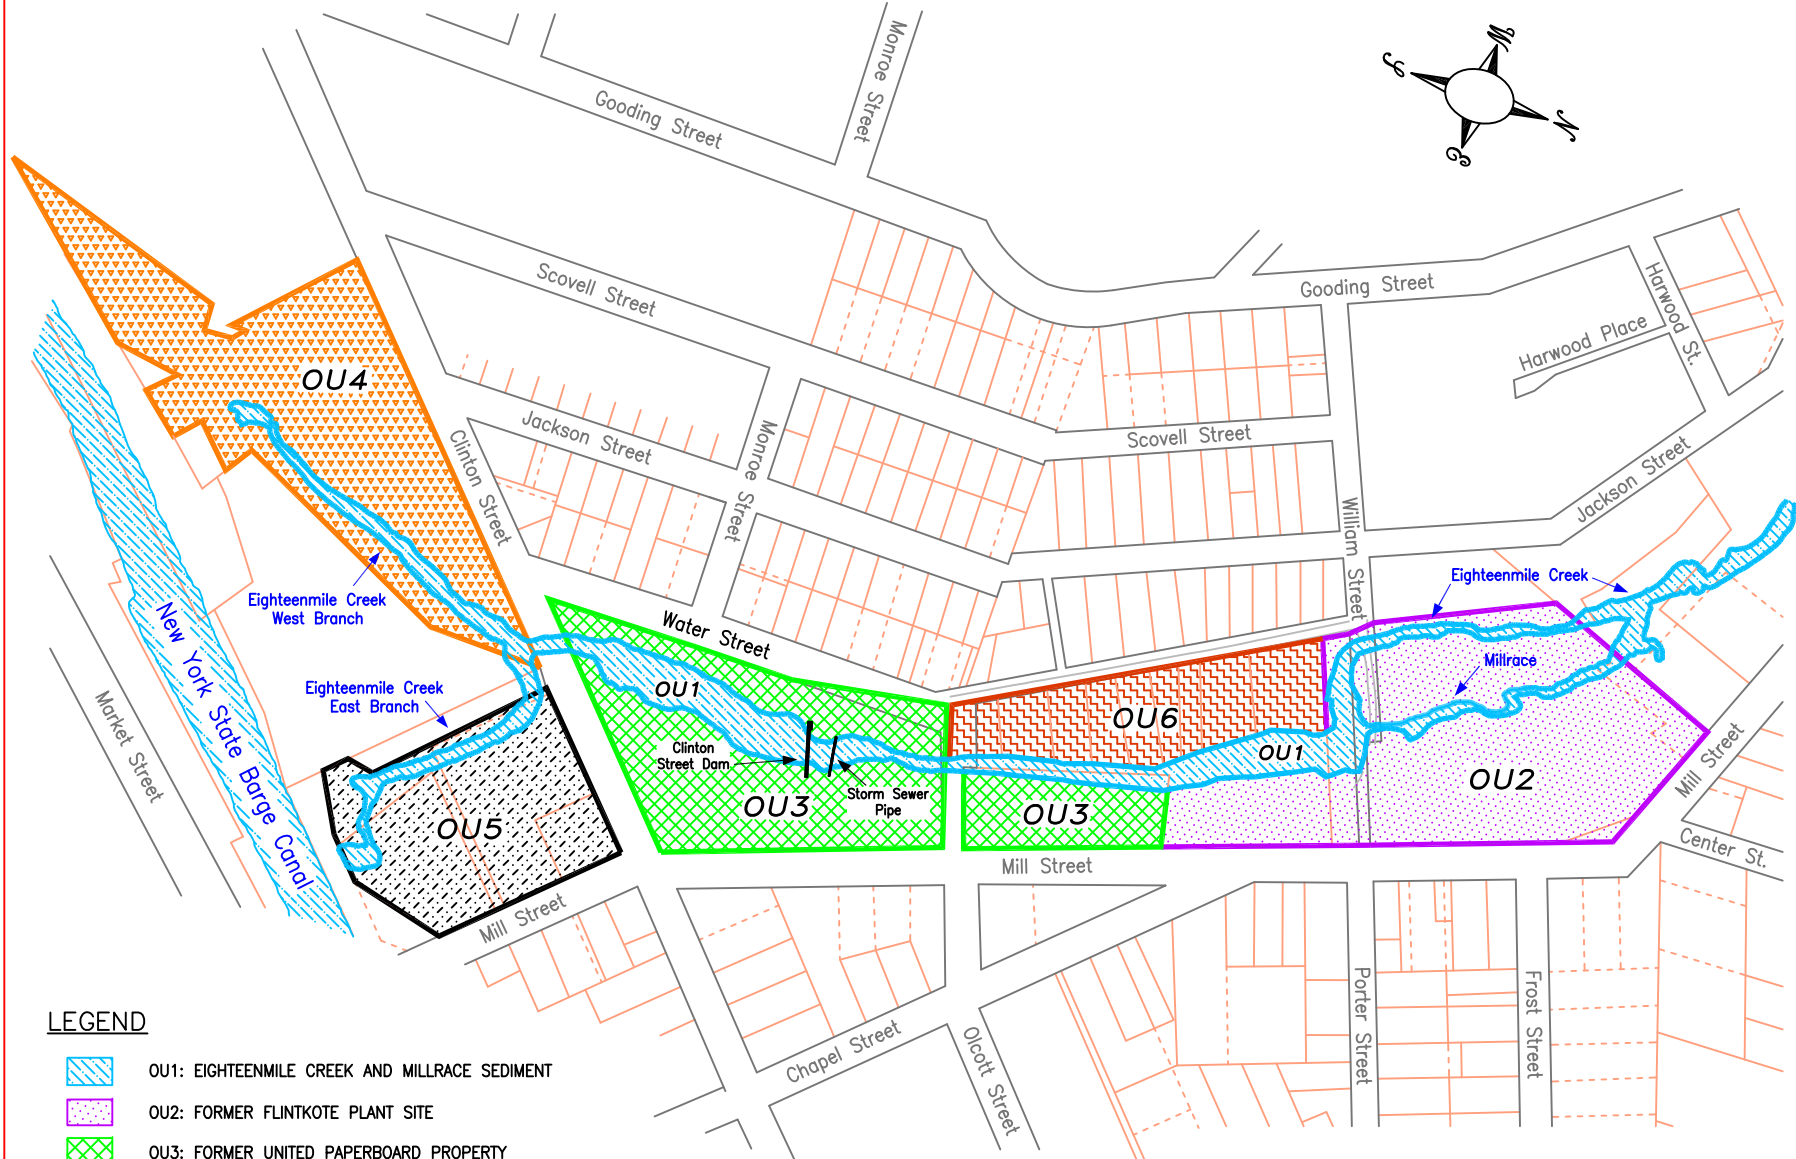 Monroe Street
W
S
N
E
Gooding Street
Gooding Street
Harwood St.
Harwood Place
Scovell Street
OU4
Scovell Street
Jackson Street
Monroe Street
Clinton Street
Jackson Street
William Street
Eighteenmile Creek
West Branch
Eighteenmile Creek
Water Street
Millrace
New York State Barge Canal
Eighteenmile Creek
East Branch
OU1
OU6
Market Street
Clinton
Street Dam
OU1
OU2
Storm Sewer
Pipe
OU3
OU3
OU5
Mill Street
Mill Street
Center St.
Mill Street
Porter Street
Frost Street
Chapel Street
Olcott Street
LEGEND
OU1: EIGHTEENMILE CREEK AND MILLRACE SEDIMENT
OU2: FORMER FLINTKOTE PLANT SITE
OU3: FORMER UNITED PAPERBOARD PROPERTY